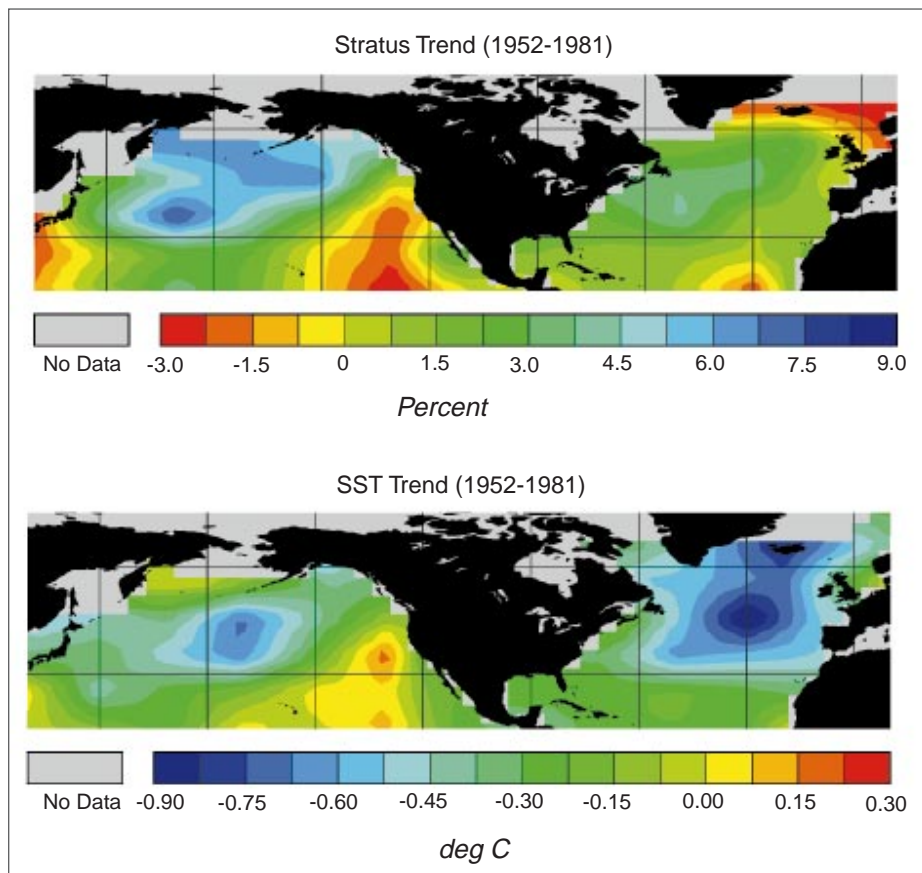 Stratus Trend (1952-1981)
No Data -3.0 -1.5 0 1.5 3.0 4.5 6.0 7.5 9.0
Percent
SST Trend (1952-1981)
No Data -0.90 -0.75 -0.60 -0.45 -0.30 -0.15 0.00 0.15 0.30
deg C